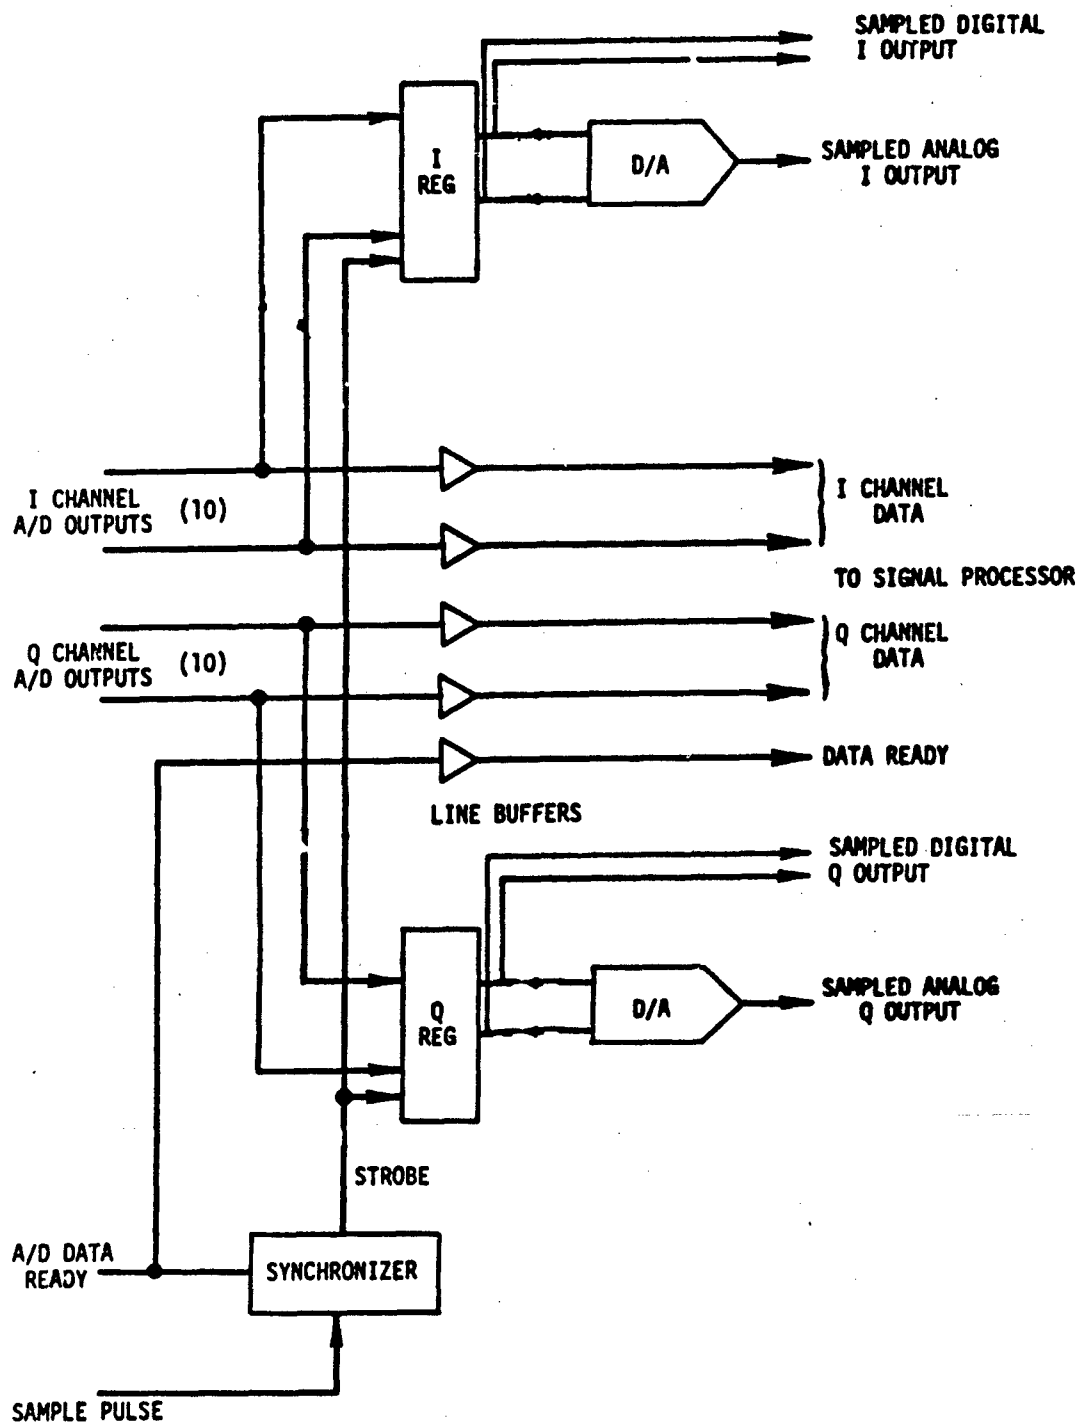 SAMPLED DIGITAL
I OUTPUT
I
REG
D/A
SAMPLED ANALOG
I OUTPUT
I CHANNEL
A/D OUTPUTS (10)
I CHANNEL
DATA
TO SIGNAL PROCESSOR
Q CHANNEL
A/D OUTPUTS (10)
Q CHANNEL
DATA
DATA READY
LINE BUFFERS
SAMPLED DIGITAL
Q OUTPUT
Q
REG
D/A
SAMPLED ANALOG
Q OUTPUT
STROBE
A/D DATA
READY
SYNCHRONIZER
SAMPLE PULSE